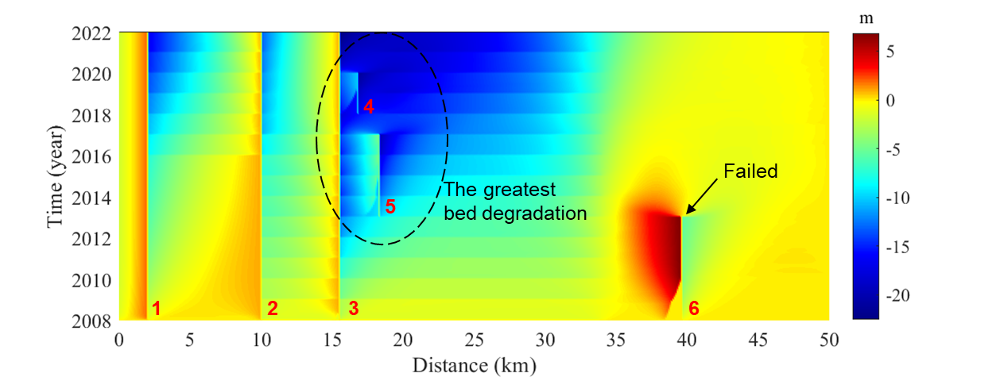 m
2022
2020
2018
2016
2014
2012
2010
2008
Time (year)
5
0
-5
-10
-15
-20
4
5
The greatest
bed degradation
Failed
1
2
3
6
0 5 10 15 20 25 30 35 40 45 50
Distance (km)